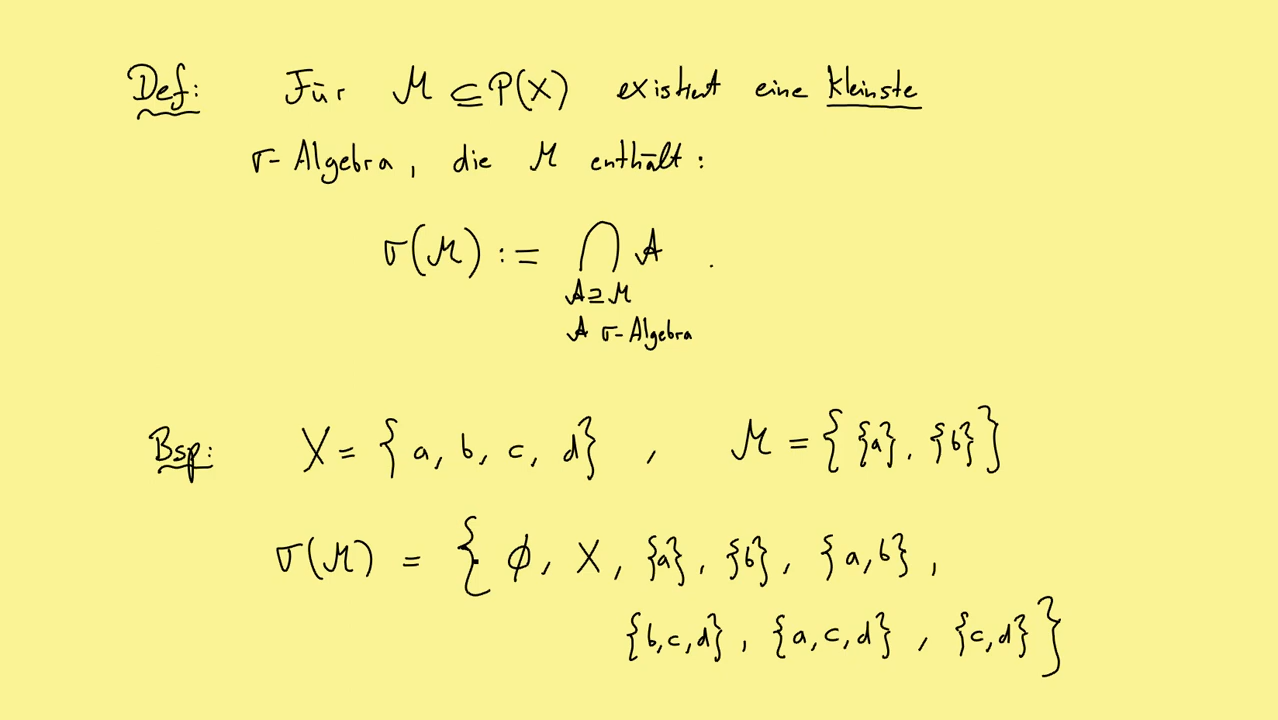 Def: Für 𝓜 ⊆ P(X) existiert eine kleinste
σ-Algebra, die 𝓜 enthält:
σ(𝓜) := ⋂ 𝓐 .
𝓐 ⊇ 𝓜
𝓐 σ-Algebra
Bsp: X = { a, b, c, d } , 𝓜 = { {a}, {b} }
σ(𝓜) = { ∅, X, {a}, {b}, {a,b},
{b,c,d}, {a,c,d}, {c,d} }